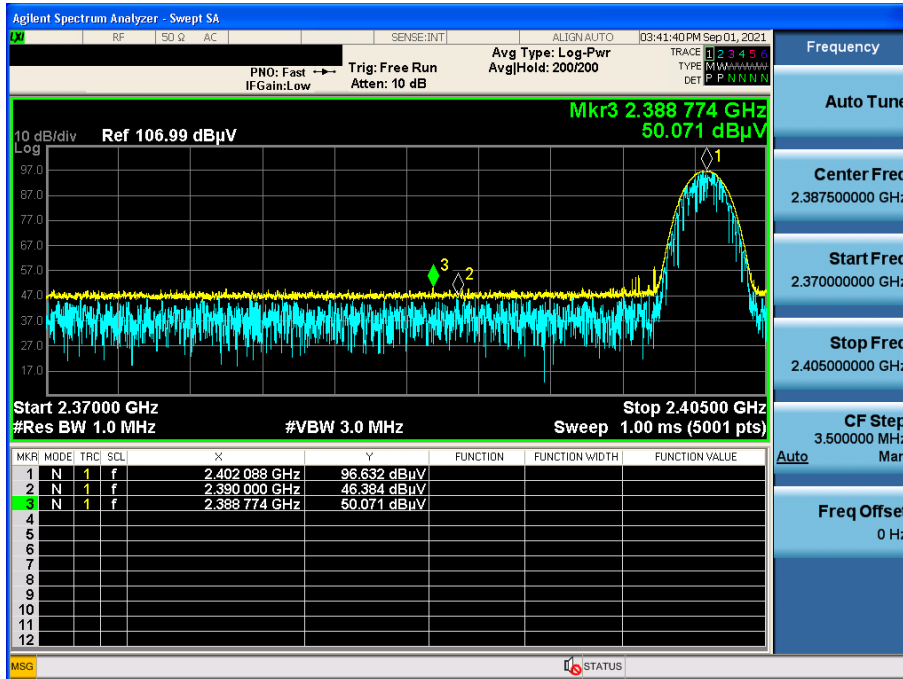 Agilent Spectrum Analyzer - Swept SA
LXI RF 50 Ω AC SENSE:INT ALIGNAUTO 03:41:40 PM Sep 01, 2021
Frequency
PNO: Fast Trig: Free Run Avg Type: Log-Pwr TRACE 1 2 3 4 5 6
IFGain:Low Atten: 10 dB Avg|Hold: 200/200 TYPE MWWWWW
DET P P N N N N
Auto Tune
Mkr3 2.388 774 GHz
50.071 dBµV
10 dB/div Ref 106.99 dBµV
Log
97.0
87.0
77.0
67.0
57.0
47.0
37.0
27.0
17.0
1
3
2
Start 2.37000 GHz Stop 2.40500 GHz
#Res BW 1.0 MHz #VBW 3.0 MHz Sweep 1.00 ms (5001 pts)
Center Freq
2.387500000 GHz
Start Freq
2.370000000 GHz
Stop Freq
2.405000000 GHz
CF Step
3.500000 MHz
Auto Man
Freq Offset
0 Hz
MKR MODE TRC SCL X Y FUNCTION FUNCTION WIDTH FUNCTION VALUE
1 N 1 f 2.402 088 GHz 96.632 dBµV
2 N 1 f 2.390 000 GHz 46.384 dBµV
3 N 1 f 2.388 774 GHz 50.071 dBµV
4
5
6
7
8
9
10
11
12
MSG STATUS